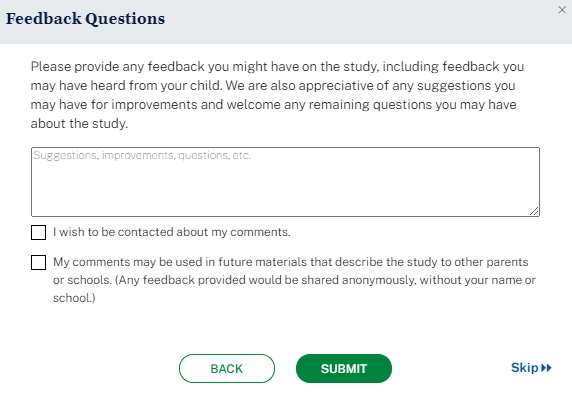 Feedback Questions
Please provide any feedback you might have on the study, including feedback you
may have heard from your child. We are also appreciative of any suggestions you
may have for improvements and welcome any remaining questions you may have
about the study.
Suggestions, improvements, questions, etc.
I wish to be contacted about my comments.
My comments may be used in future materials that describe the study to other parents
or schools. (Any feedback provided would be shared anonymously, without your name or
school.)
BACK SUBMIT Skip